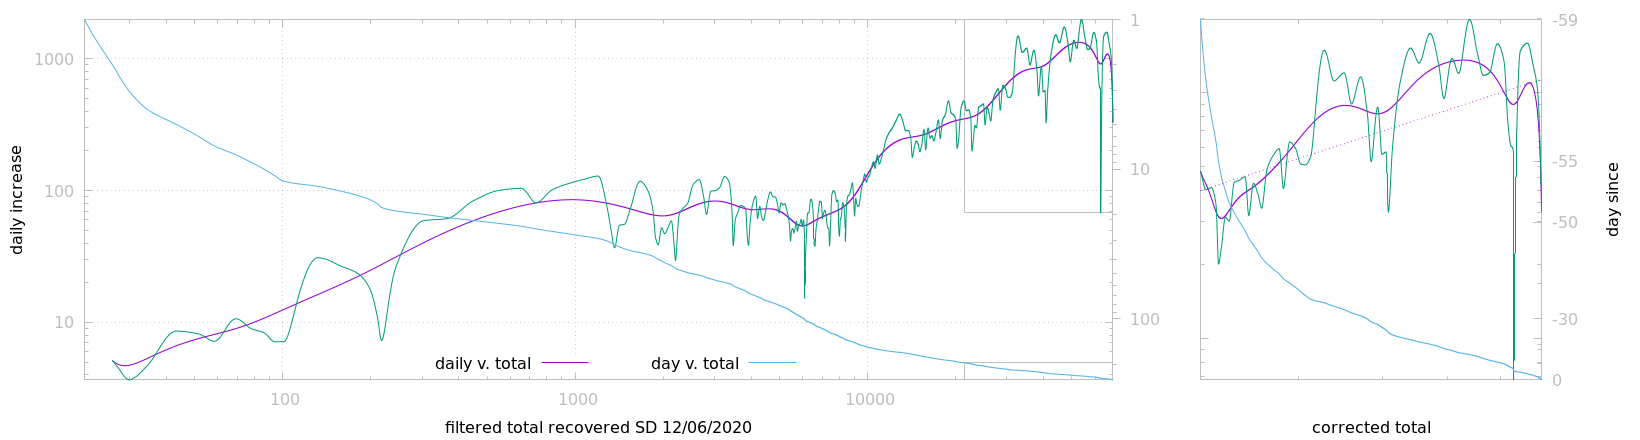 1000
100
10
daily increase
100
1000
10000
filtered total recovered SD 12/06/2020
daily v. total
day v. total
1
10
100
-59
-55
-50
-30
0
day since
corrected total